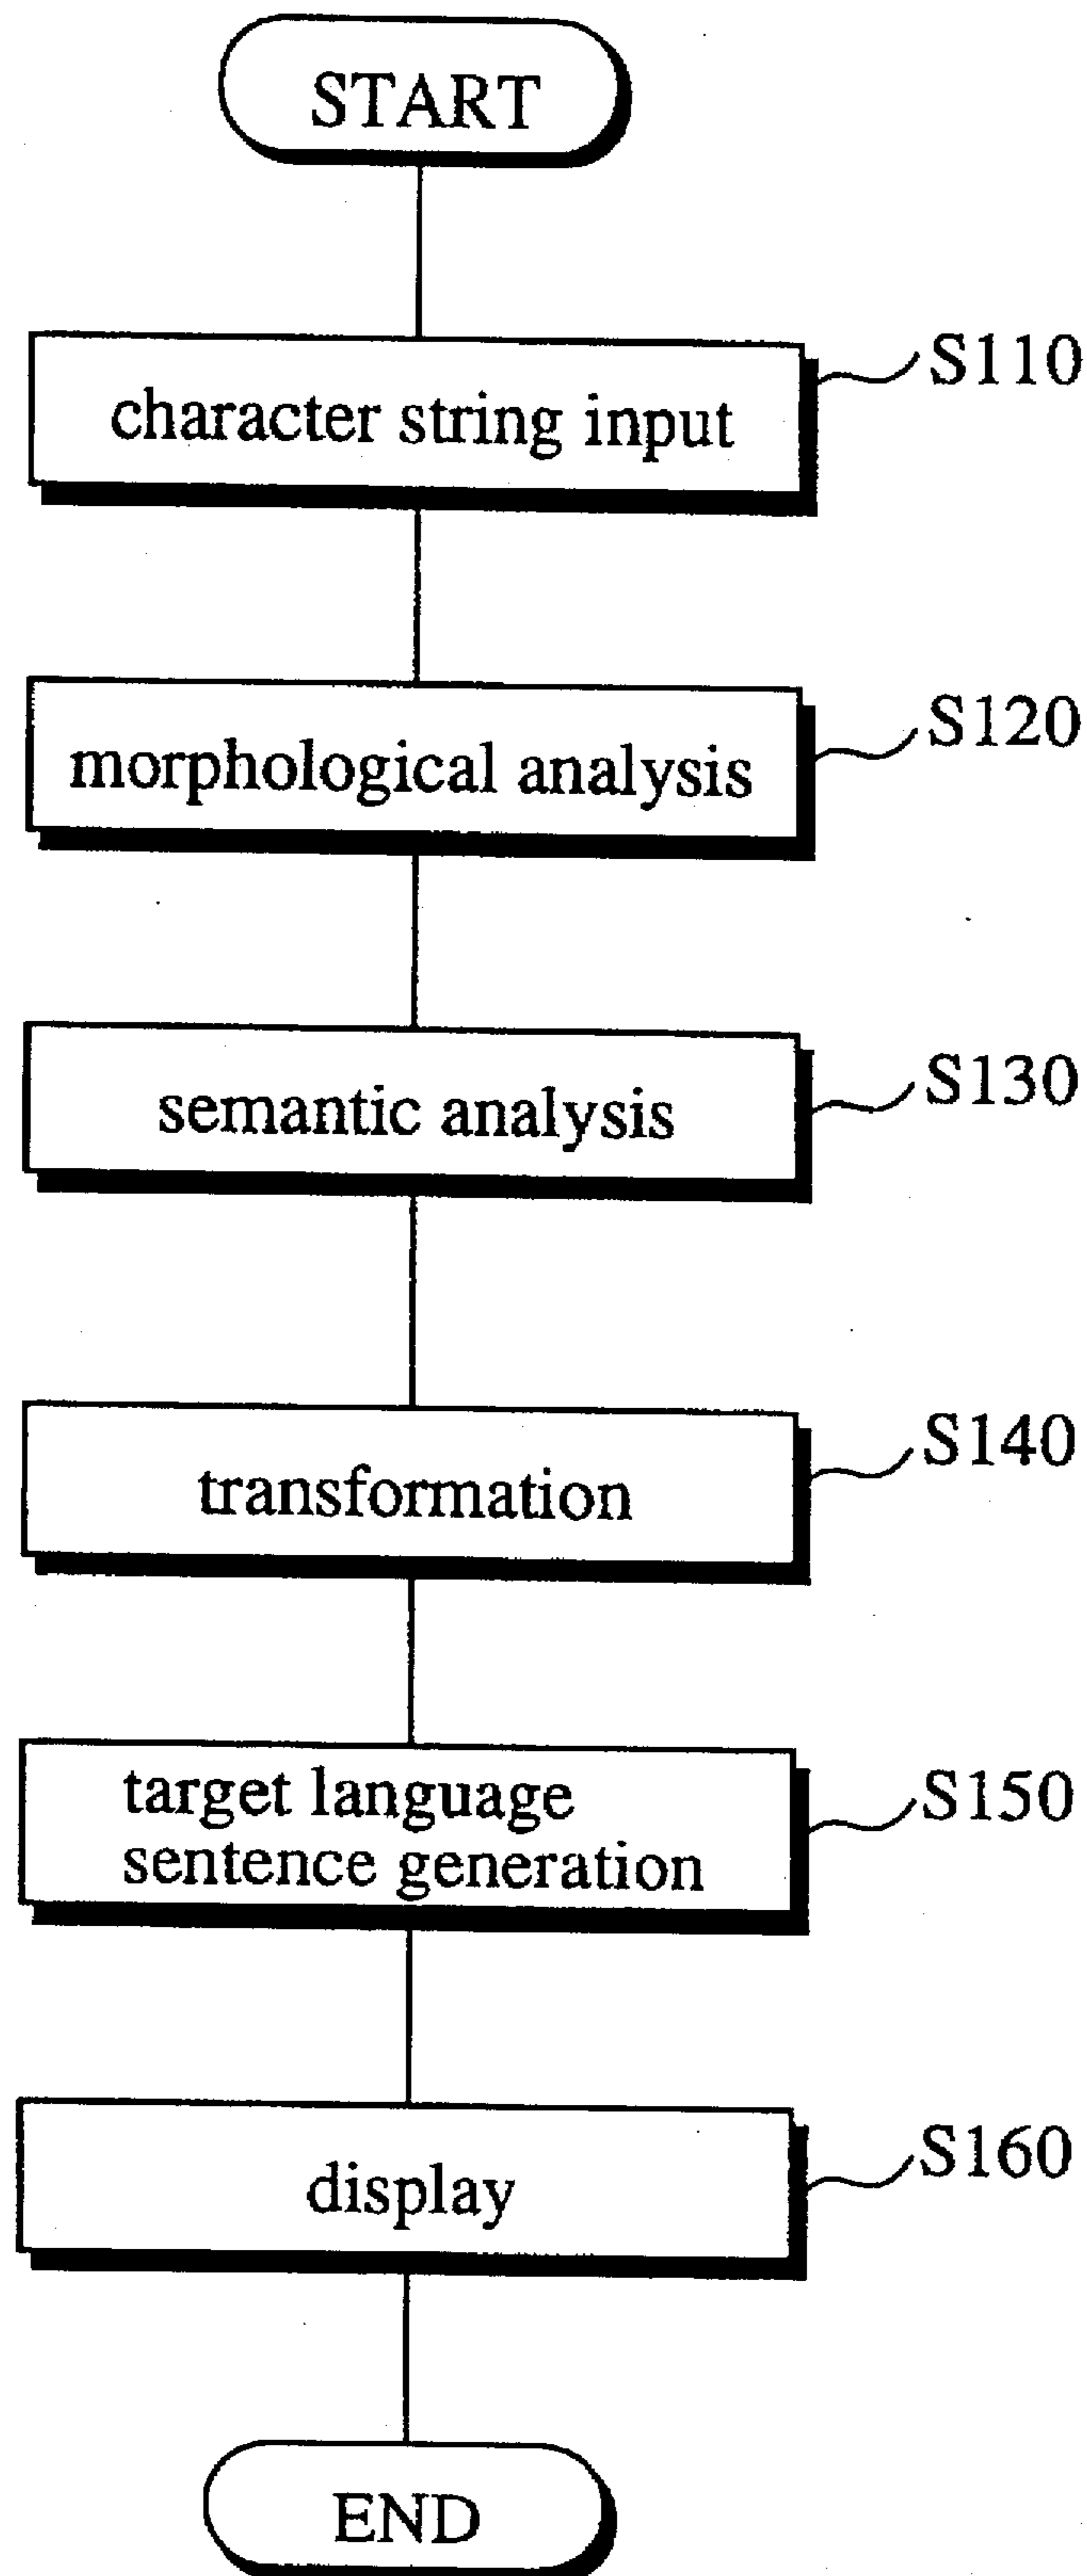 START
character string input
S110
morphological analysis
S120
semantic analysis
S130
transformation
S140
target language
sentence generation
S150
display
S160
END